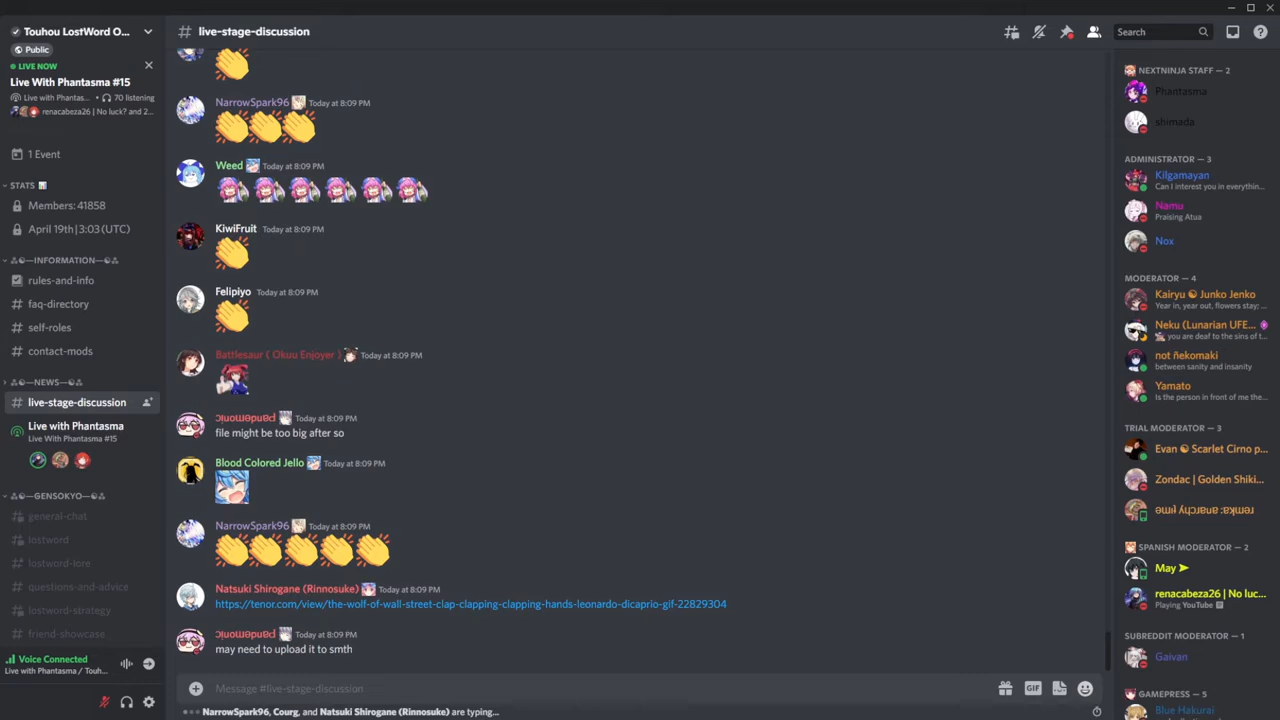 Touhou LostWord O...
Public
LIVE NOW
Live With Phantasma #15
Live with Phantas... • 70 listening
renacabeza26 | No luck? and 2...
1 Event
STATS
Members: 41858
April 19th | 3:03 (UTC)
INFORMATION
rules-and-info
faq-directory
self-roles
contact-mods
NEWS
live-stage-discussion
Live with Phantasma
Live With Phantasma #15
GENSOKYO
general-chat
lostword
lostword-lore
questions-and-advice
lostword-strategy
friend-showcase
Voice Connected
Live with Phantasma / Touh...
live-stage-discussion
NarrowSpark96 Today at 8:09 PM
Weed Today at 8:09 PM
KiwiFruit Today at 8:09 PM
Felipiyo Today at 8:09 PM
Battlesaur ( Okuu Enjoyer ) Today at 8:09 PM
Today at 8:09 PM
file might be too big after so
Blood Colored Jello Today at 8:09 PM
NarrowSpark96 Today at 8:09 PM
Natsuki Shirogane (Rinnosuke) Today at 8:09 PM
https://tenor.com/view/the-wolf-of-wall-street-clap-clapping-clapping-hands-leonardo-dicaprio-gif-22829304
Today at 8:09 PM
may need to upload it to smth
Message #live-stage-discussion
GIF
NarrowSpark96, Courg, and Natsuki Shirogane (Rinnosuke) are typing...
Search
NEXTNINJA STAFF – 2
Phantasma
shimada
ADMINISTRATOR – 3
Kilgamayan
Can I interest you in everythin...
Namu
Praising Atua
Nox
MODERATOR – 4
Kairyu ☯ Junko Jenko
Year in, year out, flowers stay; ...
Neku (Lunarian UFE...
you are deaf to the sins of t...
not ñekomaki
between sanity and insanity
Yamato
Is the person in front of me the...
TRIAL MODERATOR – 3
Evan ☯ Scarlet Cirno p...
Zondac | Golden Shiki...
SPANISH MODERATOR – 2
May ➤
renacabeza26 | No luc...
Playing YouTube
SUBREDDIT MODERATOR – 1
Gaivan
GAMEPRESS – 5
Blue Hakurai